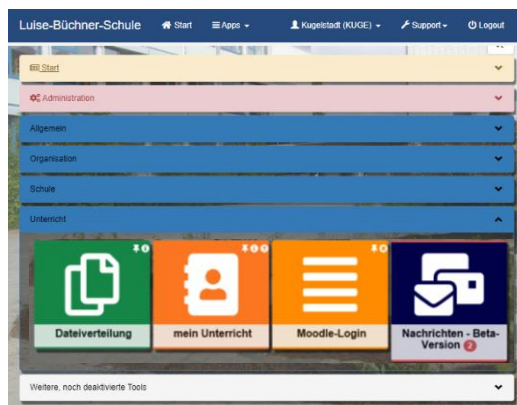 Luise-Büchner-Schule Start Apps Kugelstadt (KUGE) Support Logout
Start
Administration
Allgemein
Organisation
Schule
Unterricht
Dateiverteilung mein Unterricht Moodle-Login Nachrichten - Beta-
Version 2
Weitere, noch deaktivierte Tools